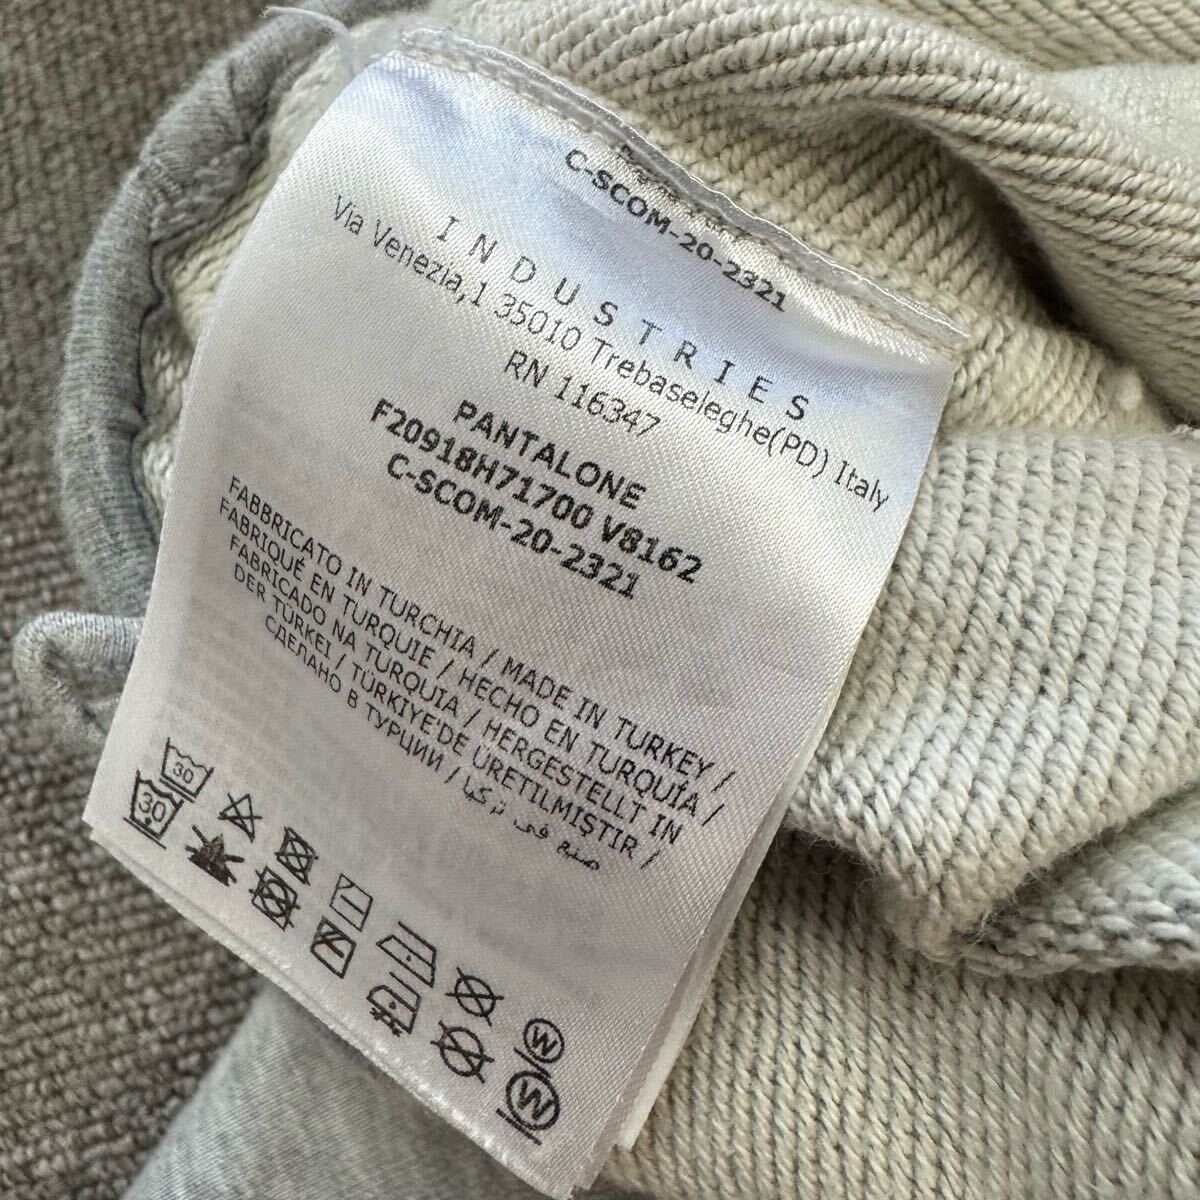 C-SCOM-20-2321
INDUSTRIES
Via Venezia,1 35010 Trebaseleghe(PD) Italy
RN 116347
PANTALONE
F20918H71700 V8162
C-SCOM-20-2321
FABBRICATO IN TURCHIA / MADE IN TURKEY /
FABRIQUÉ EN TURQUIE / HECHO EN TURQUÍA /
FABRICADO NA TURQUIA / HERGESTELLT IN
DER TÜRKEI / TÜRKIYE'DE ÜRETILMIŞTIR /
СДЕЛАНО В ТУРЦИИ / صنع في تركيا
30
30
W
W